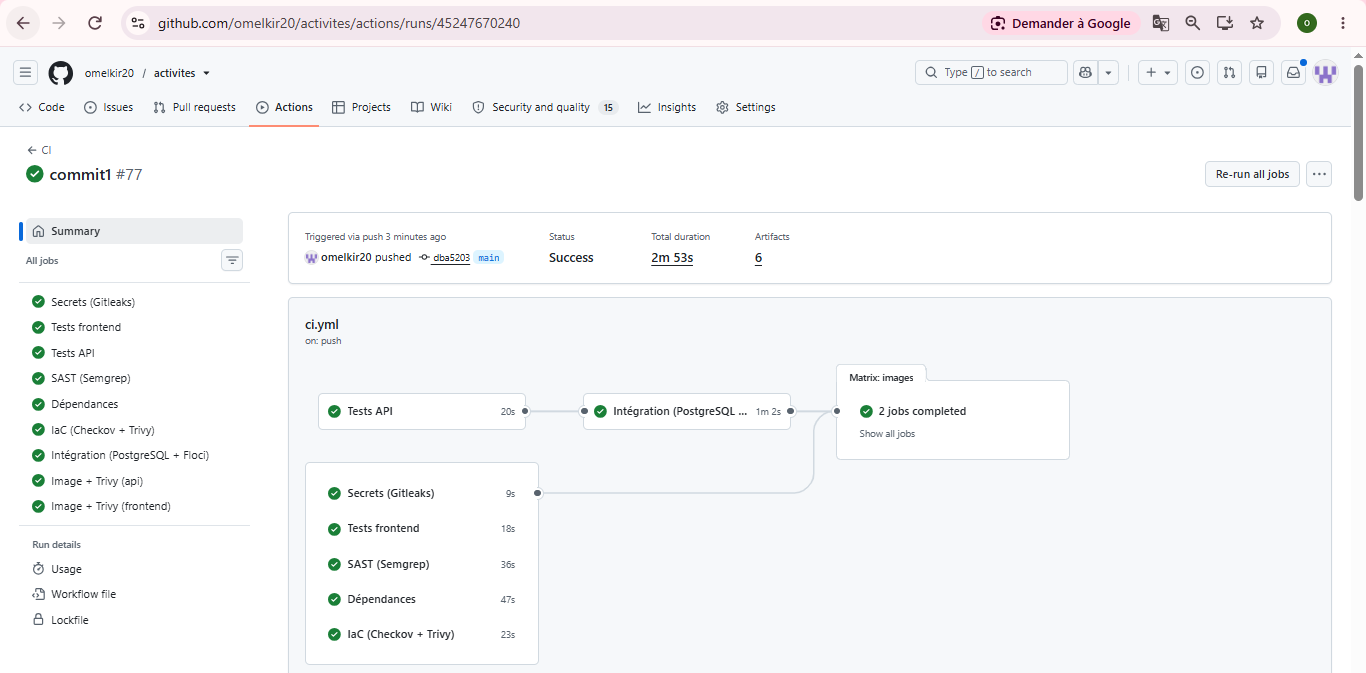 github.com/omelkir20/activites/actions/runs/45247670240
Demander à Google
o
omelkir20 / activites
Type / to search
Code
Issues
Pull requests
Actions
Projects
Wiki
Security and quality 15
Insights
Settings
← CI
commit1 #77
Re-run all jobs
Summary
All jobs
Secrets (Gitleaks)
Tests frontend
Tests API
SAST (Semgrep)
Dépendances
IaC (Checkov + Trivy)
Intégration (PostgreSQL + Floci)
Image + Trivy (api)
Image + Trivy (frontend)
Run details
Usage
Workflow file
Lockfile
Triggered via push 3 minutes ago
omelkir20 pushed dba5203 main
Status
Success
Total duration
2m 53s
Artifacts
6
ci.yml
on: push
Tests API 20s
Intégration (PostgreSQL ... 1m 2s
Matrix: images
2 jobs completed
Show all jobs
Secrets (Gitleaks) 9s
Tests frontend 18s
SAST (Semgrep) 36s
Dépendances 47s
IaC (Checkov + Trivy) 23s